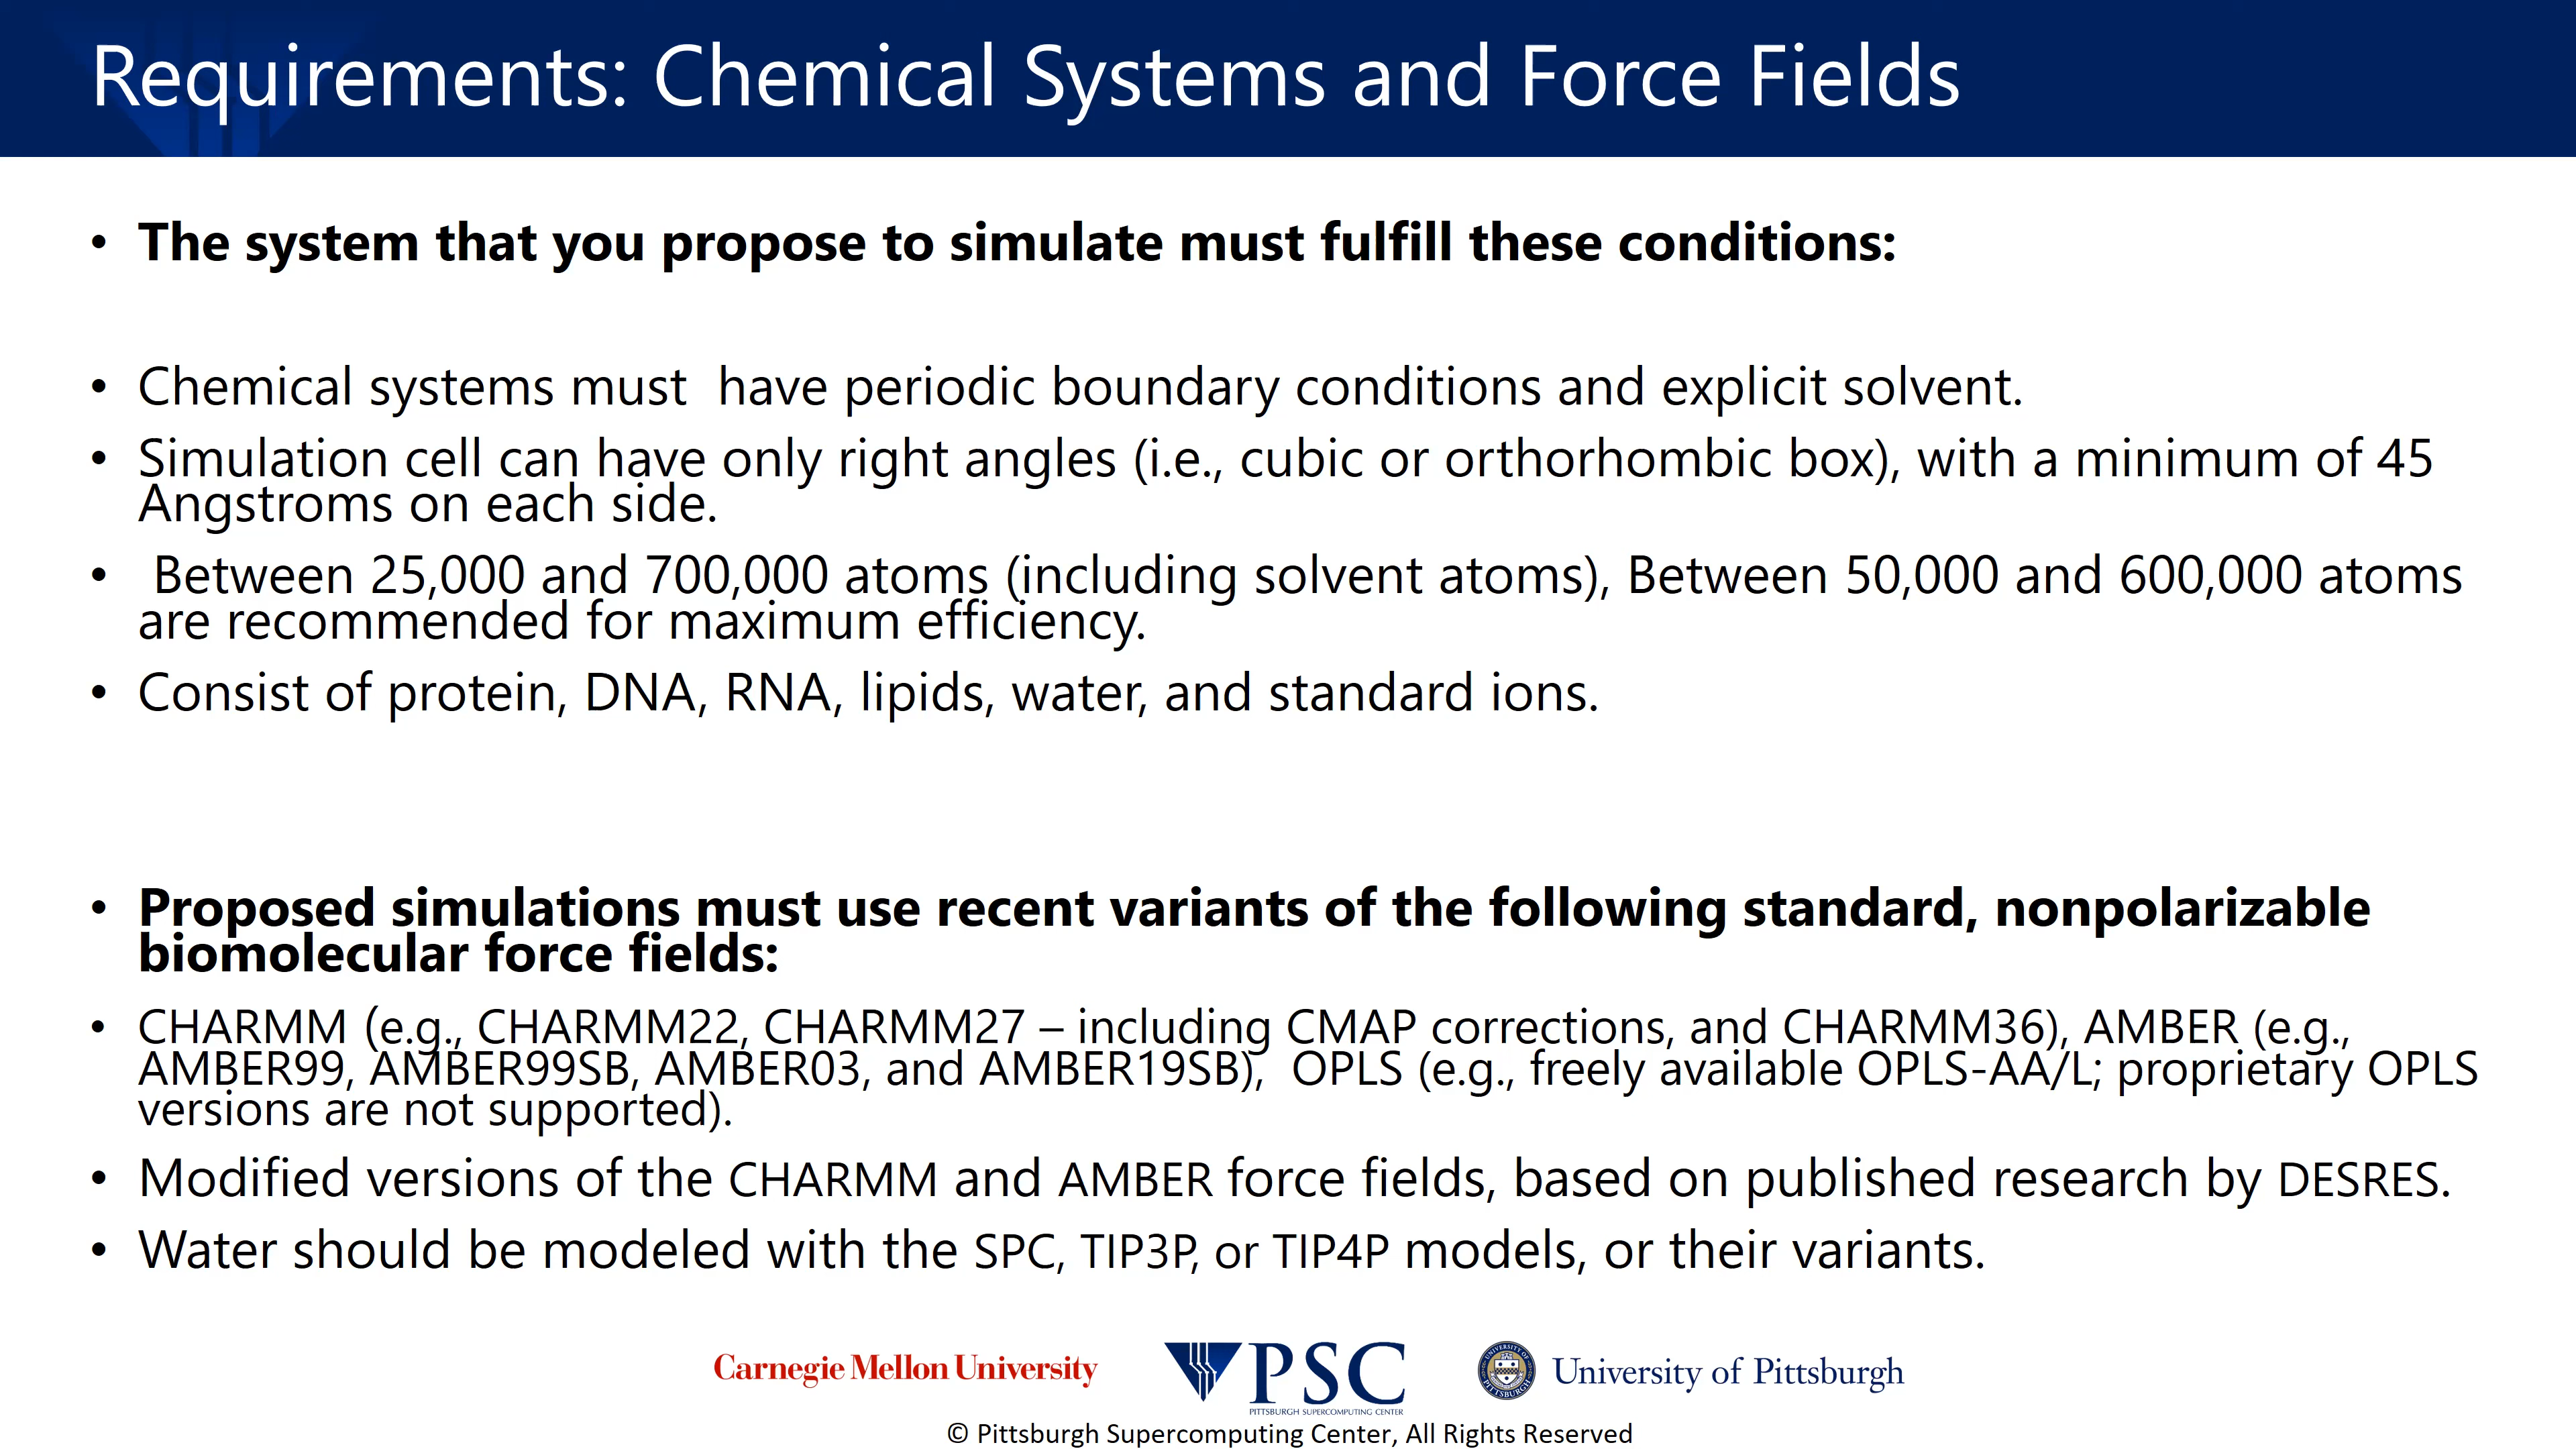 Requirements: Chemical Systems and Force Fields
• The system that you propose to simulate must fulfill these conditions:
• Chemical systems must  have periodic boundary conditions and explicit solvent.
• Simulation cell can have only right angles (i.e., cubic or orthorhombic box), with a minimum of 45
Angstroms on each side.
•  Between 25,000 and 700,000 atoms (including solvent atoms), Between 50,000 and 600,000 atoms
are recommended for maximum efficiency.
• Consist of protein, DNA, RNA, lipids, water, and standard ions.
• Proposed simulations must use recent variants of the following standard, nonpolarizable
biomolecular force fields:
• CHARMM (e.g., CHARMM22, CHARMM27 – including CMAP corrections, and CHARMM36), AMBER (e.g.,
AMBER99, AMBER99SB, AMBER03, and AMBER19SB),  OPLS (e.g., freely available OPLS-AA/L; proprietary OPLS
versions are not supported).
• Modified versions of the CHARMM and AMBER force fields, based on published research by DESRES.
• Water should be modeled with the SPC, TIP3P, or TIP4P models, or their variants.
Carnegie Mellon University
PSC
PITTSBURGH SUPERCOMPUTING CENTER
UNIVERSITY OF PITTSBURGH
University of Pittsburgh
© Pittsburgh Supercomputing Center, All Rights Reserved